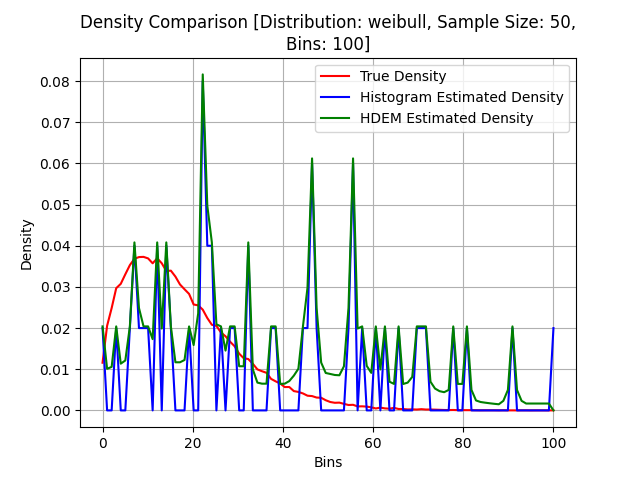 Density Comparison [Distribution: weibull, Sample Size: 50,
Bins: 100]
True Density
Histogram Estimated Density
HDEM Estimated Density
Density
0.08
0.07
0.06
0.05
0.04
0.03
0.02
0.01
0.00
0 20 40 60 80 100
Bins